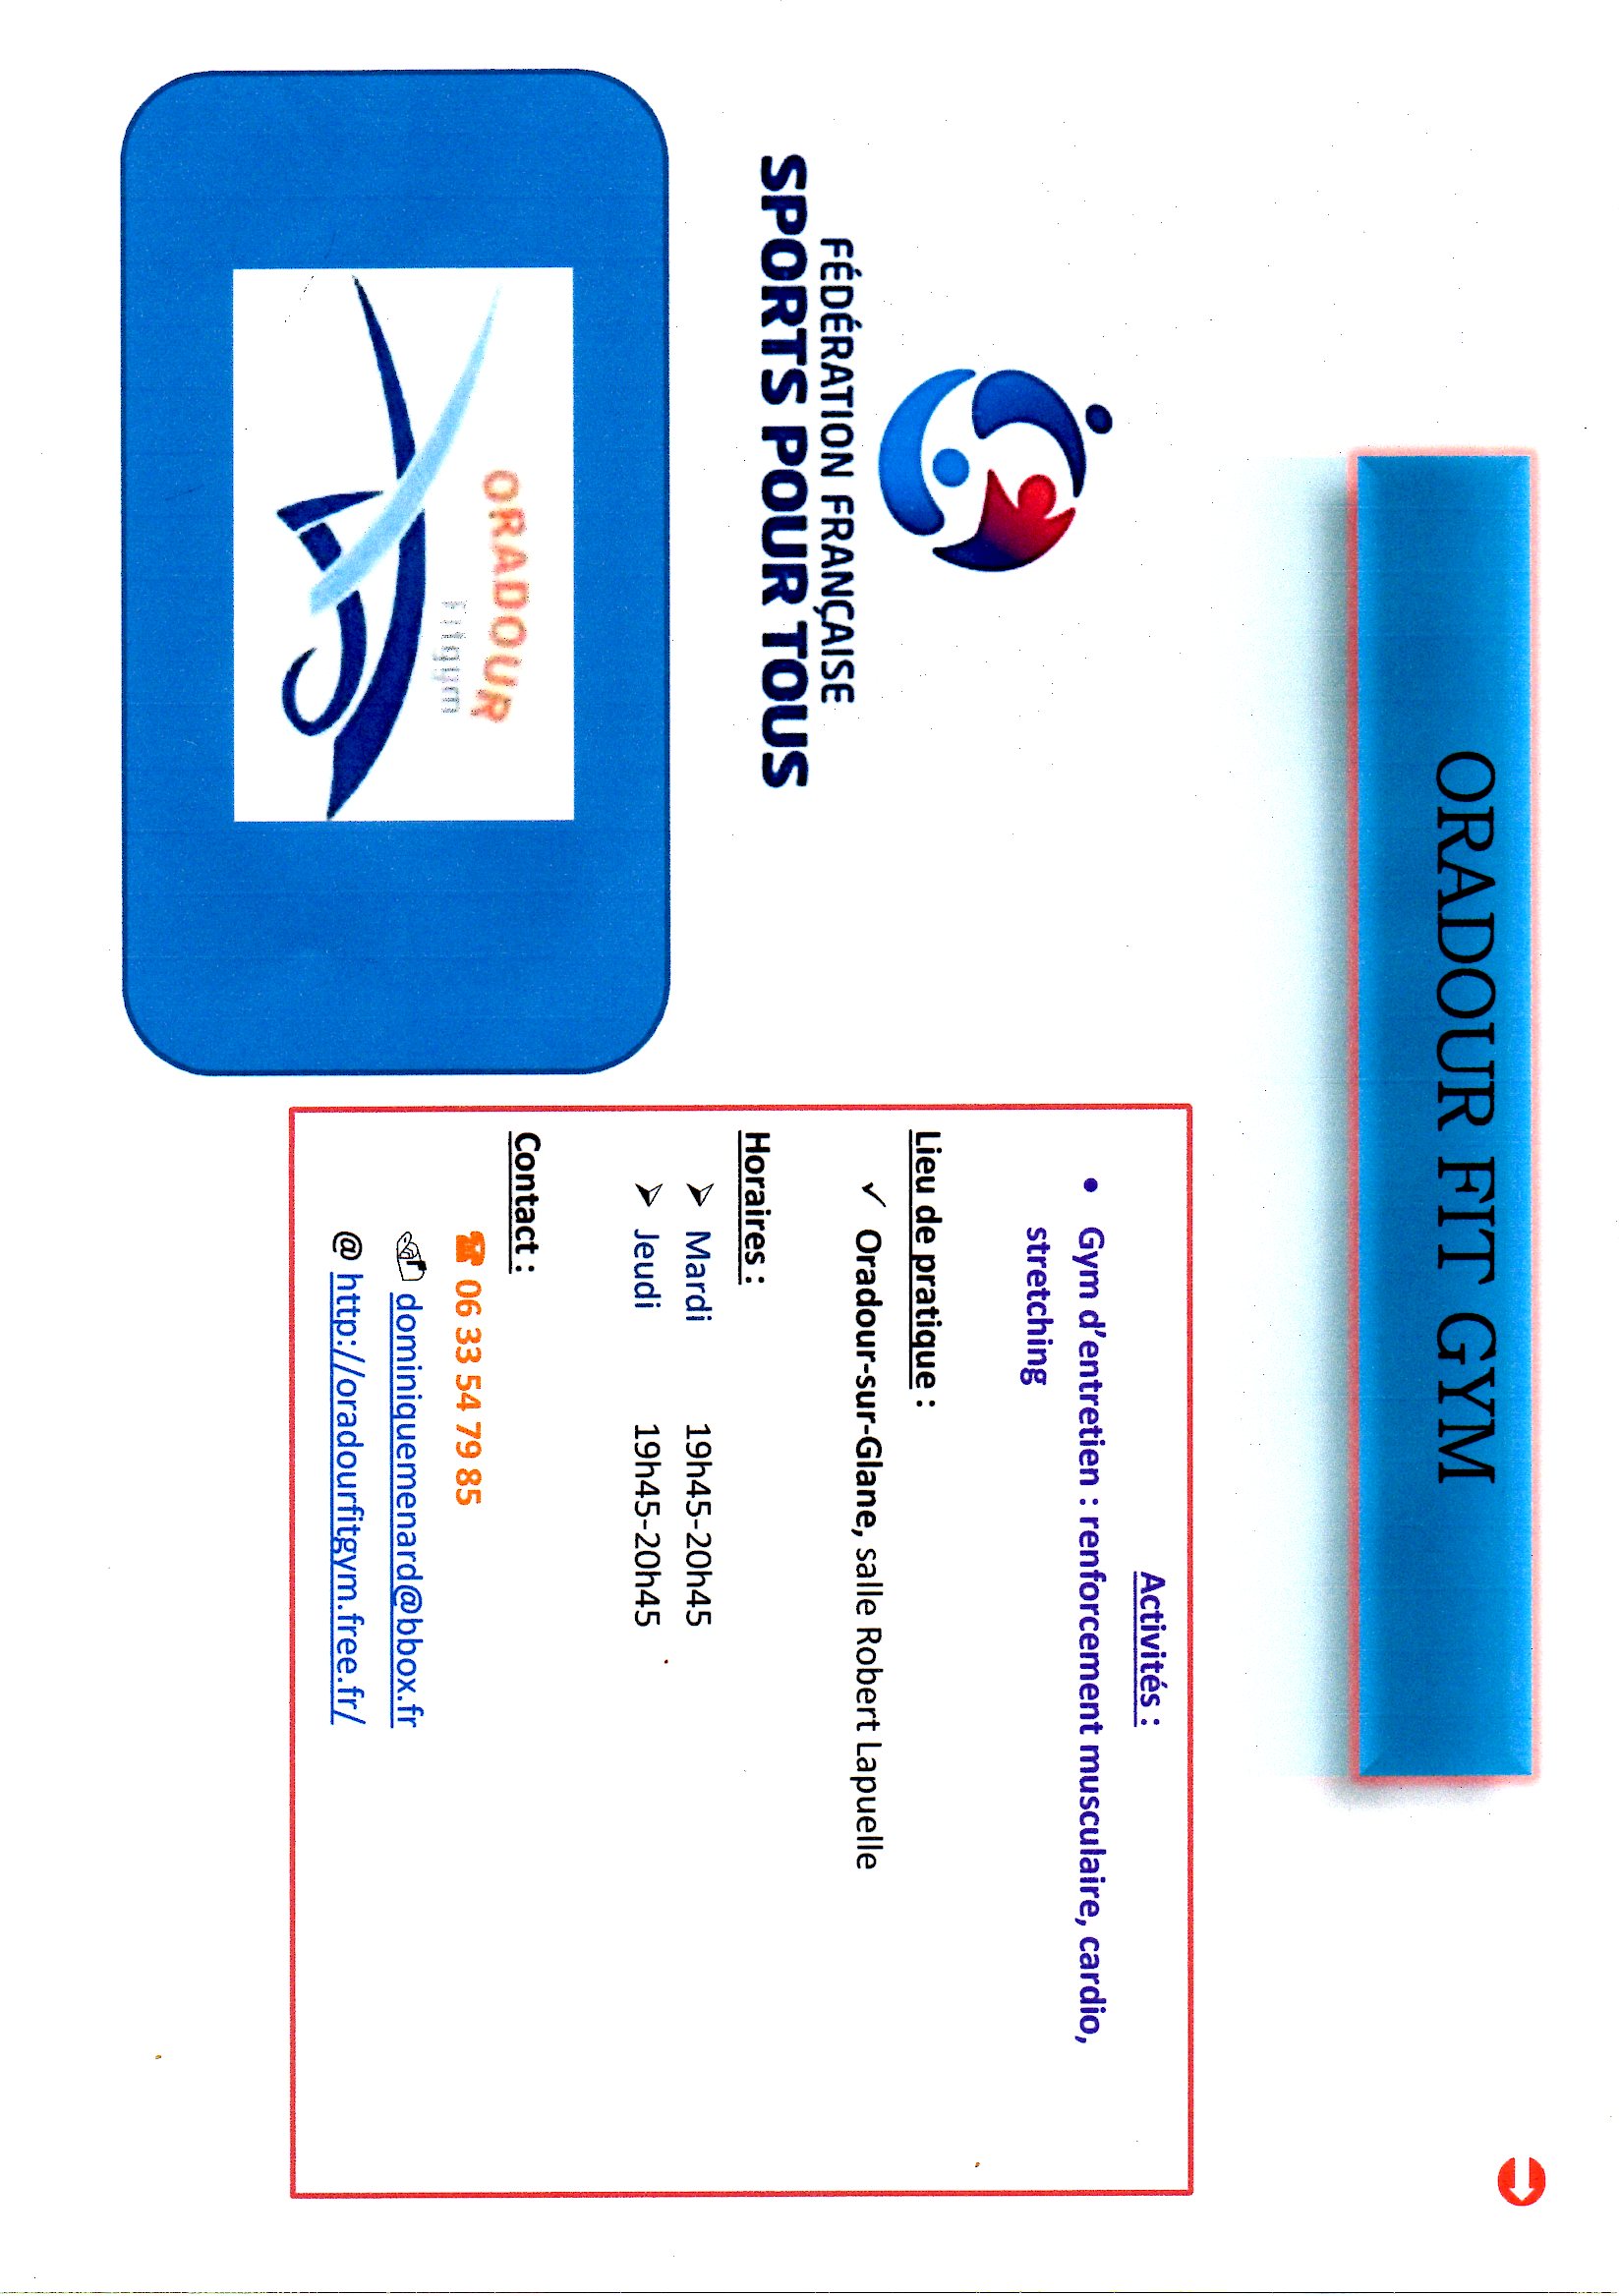 ORADOUR FIT GYM
FÉDÉRATION FRANÇAISE
SPORTS POUR TOUS
ORADOUR
Fitgym
Activités :
• Gym d’entretien : renforcement musculaire, cardio,
stretching
Lieu de pratique :
✓ Oradour-sur-Glane, salle Robert Lapuelle
Horaires :
➢ Mardi 19h45-20h45
➢ Jeudi 19h45-20h45
Contact :
☎ 06 33 54 79 85
dominiquemenard@bbox.fr
@ http://oradourfitgym.free.fr/